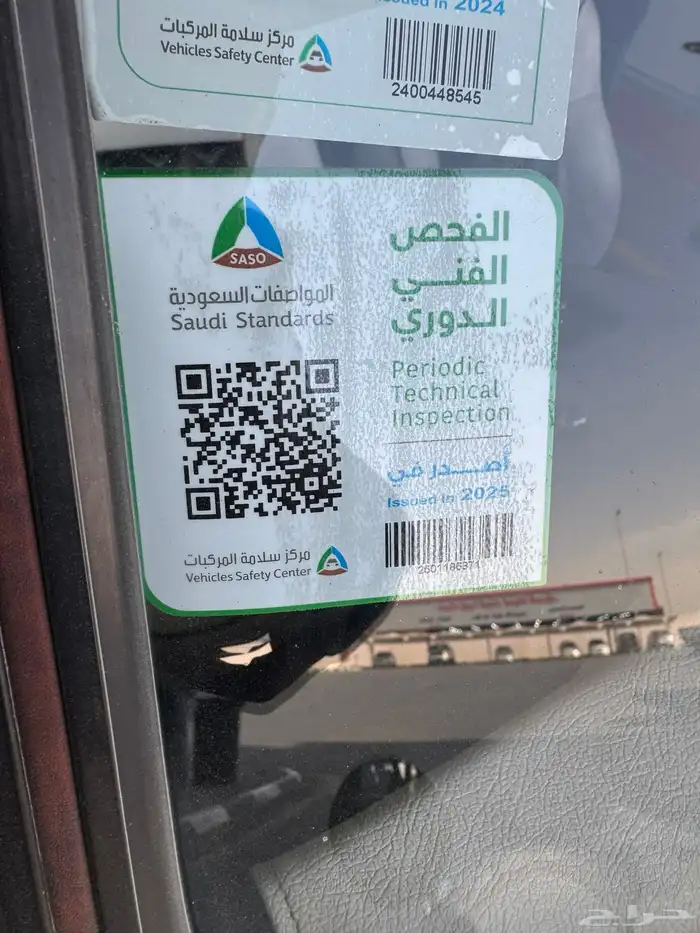 Issued in 2024
مركز سلامة المركبات
Vehicles Safety Center
2400448545
SASO
المواصفات السعودية
Saudi Standards
الفحص
الفني
الدوري
Periodic
Technical
Inspection
أصدر في
Issued in 2025
مركز سلامة المركبات
Vehicles Safety Center
حراج